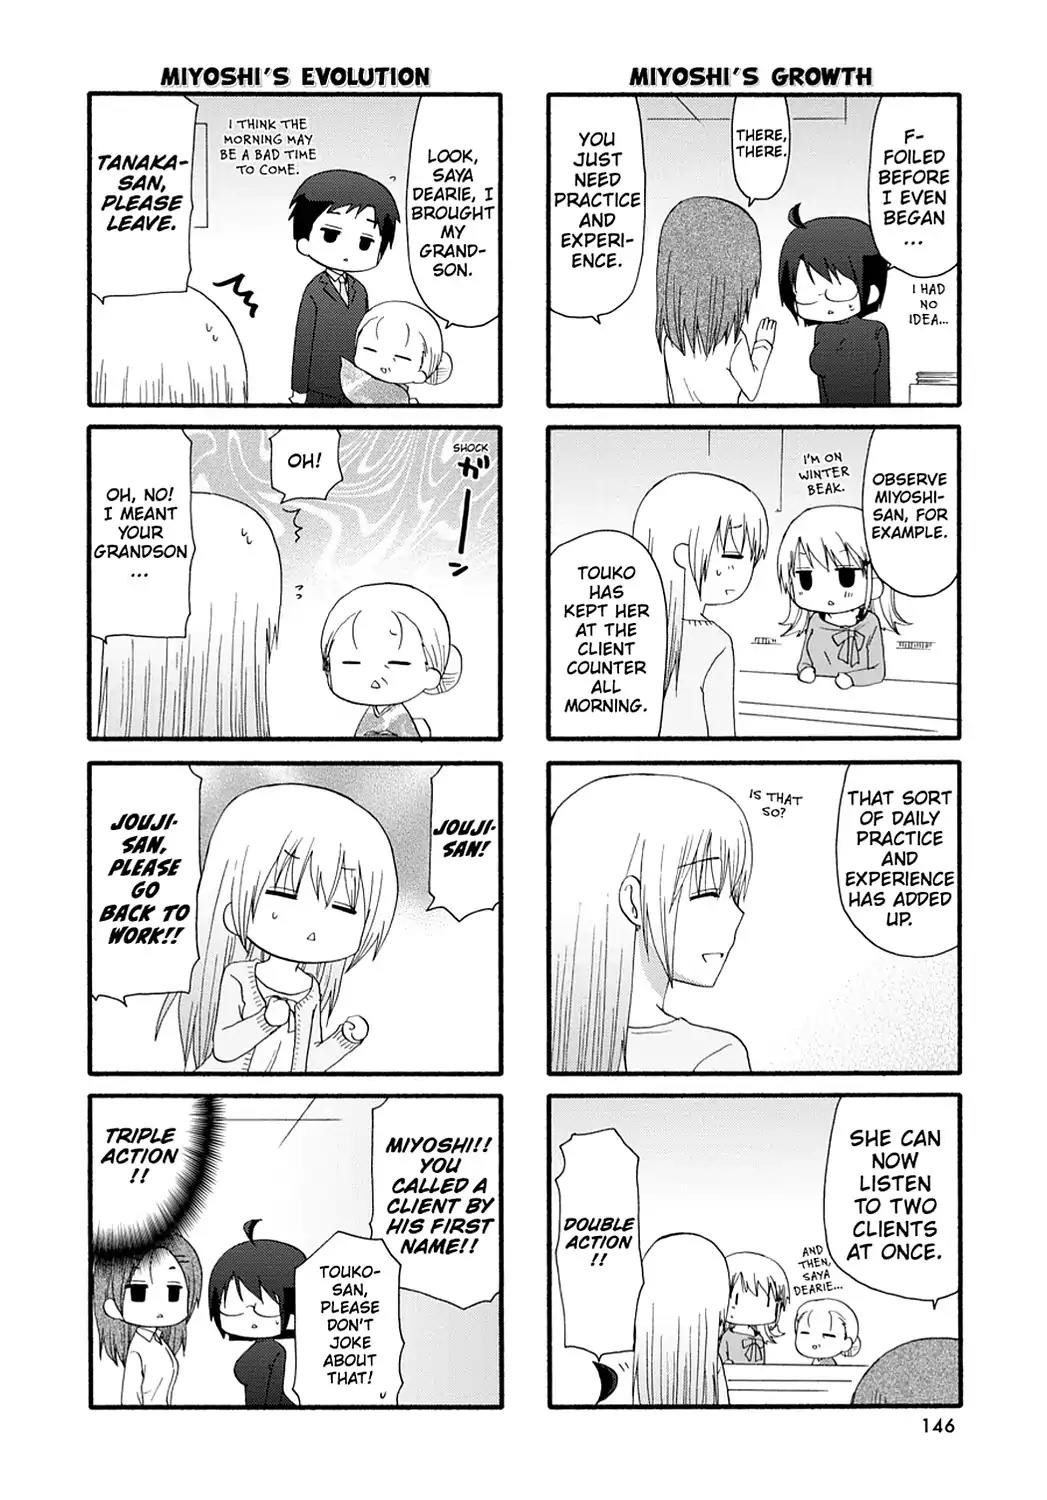 MIYOSHI'S GROWTH
F-
FOILED
BEFORE
I EVEN
BEGAN
...
I HAD
NO
IDEA...
THERE,
THERE.
YOU
JUST
NEED
PRACTICE
AND
EXPERI-
ENCE.
OBSERVE
MIYOSHI-
SAN, FOR
EXAMPLE.
I'M ON
WINTER
BEAK.
TOUKO
HAS
KEPT HER
AT THE
CLIENT
COUNTER
ALL
MORNING.
THAT SORT
OF DAILY
PRACTICE
AND
EXPERIENCE
HAS ADDED
UP.
IS THAT
SO?
SHE CAN
NOW
LISTEN
TO TWO
CLIENTS
AT ONCE.
AND
THEN,
SAYA
DEARIE...
DOUBLE
ACTION
!!
MIYOSHI'S EVOLUTION
LOOK,
SAYA
DEARIE, I
BROUGHT
MY
GRAND-
SON.
I THINK THE
MORNING MAY
BE A BAD TIME
TO COME.
TANAKA-
SAN,
PLEASE
LEAVE.
SHOCK
ガーン
OH!
OH, NO!
I MEANT
YOUR
GRANDSON
...
JOUJI-
SAN!
JOUJI-
SAN,
PLEASE
GO
BACK TO
WORK!!
MIYOSHI!!
YOU
CALLED A
CLIENT BY
HIS FIRST
NAME!!
TOUKO-
SAN,
PLEASE
DON'T
JOKE
ABOUT
THAT!
TRIPLE
ACTION
!!
146